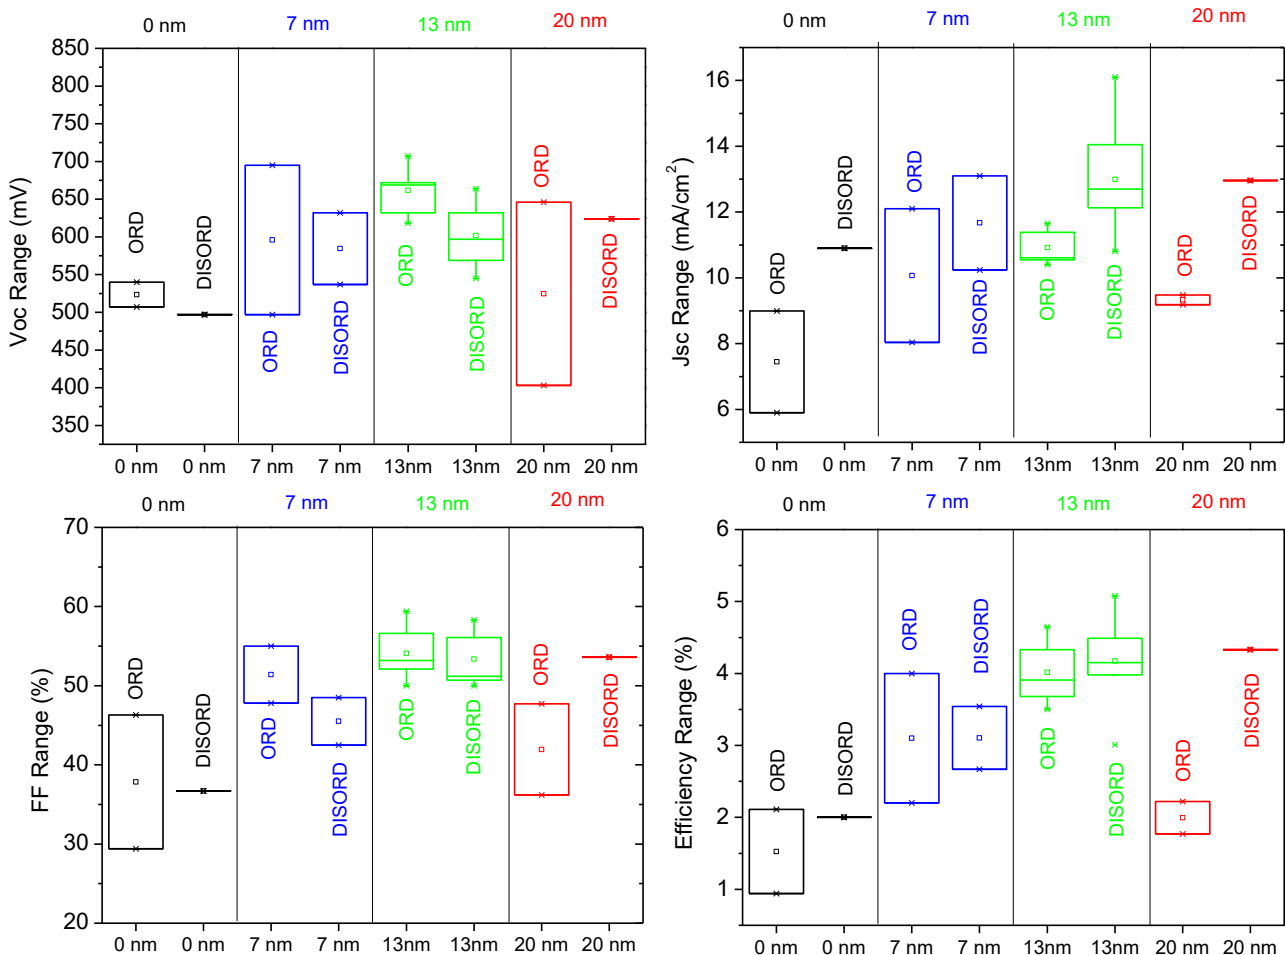 0 nm 7 nm 13 nm 20 nm
850
800
750
700
650
600
550
500
450
400
350
Voc Range (mV)
ORD
DISORD
ORD
DISORD
ORD
DISORD
ORD
DISORD
0 nm 0 nm 7 nm 7 nm 13nm 13nm 20 nm 20 nm
0 nm 7 nm 13 nm 20 nm
16
14
12
10
8
6
Jsc Range (mA/cm2)
ORD
DISORD
ORD
DISORD
ORD
DISORD
ORD
DISORD
0 nm 0 nm 7 nm 7 nm 13nm 13nm 20 nm 20 nm
0 nm 7 nm 13 nm 20 nm
70
60
50
40
30
20
FF Range (%)
ORD
DISORD
ORD
DISORD
ORD
DISORD
ORD
DISORD
0 nm 0 nm 7 nm 7 nm 13nm 13nm 20 nm 20 nm
0 nm 7 nm 13 nm 20 nm
6
5
4
3
2
1
Efficiency Range (%)
ORD
DISORD
ORD
DISORD
ORD
DISORD
ORD
DISORD
0 nm 0 nm 7 nm 7 nm 13nm 13nm 20 nm 20 nm